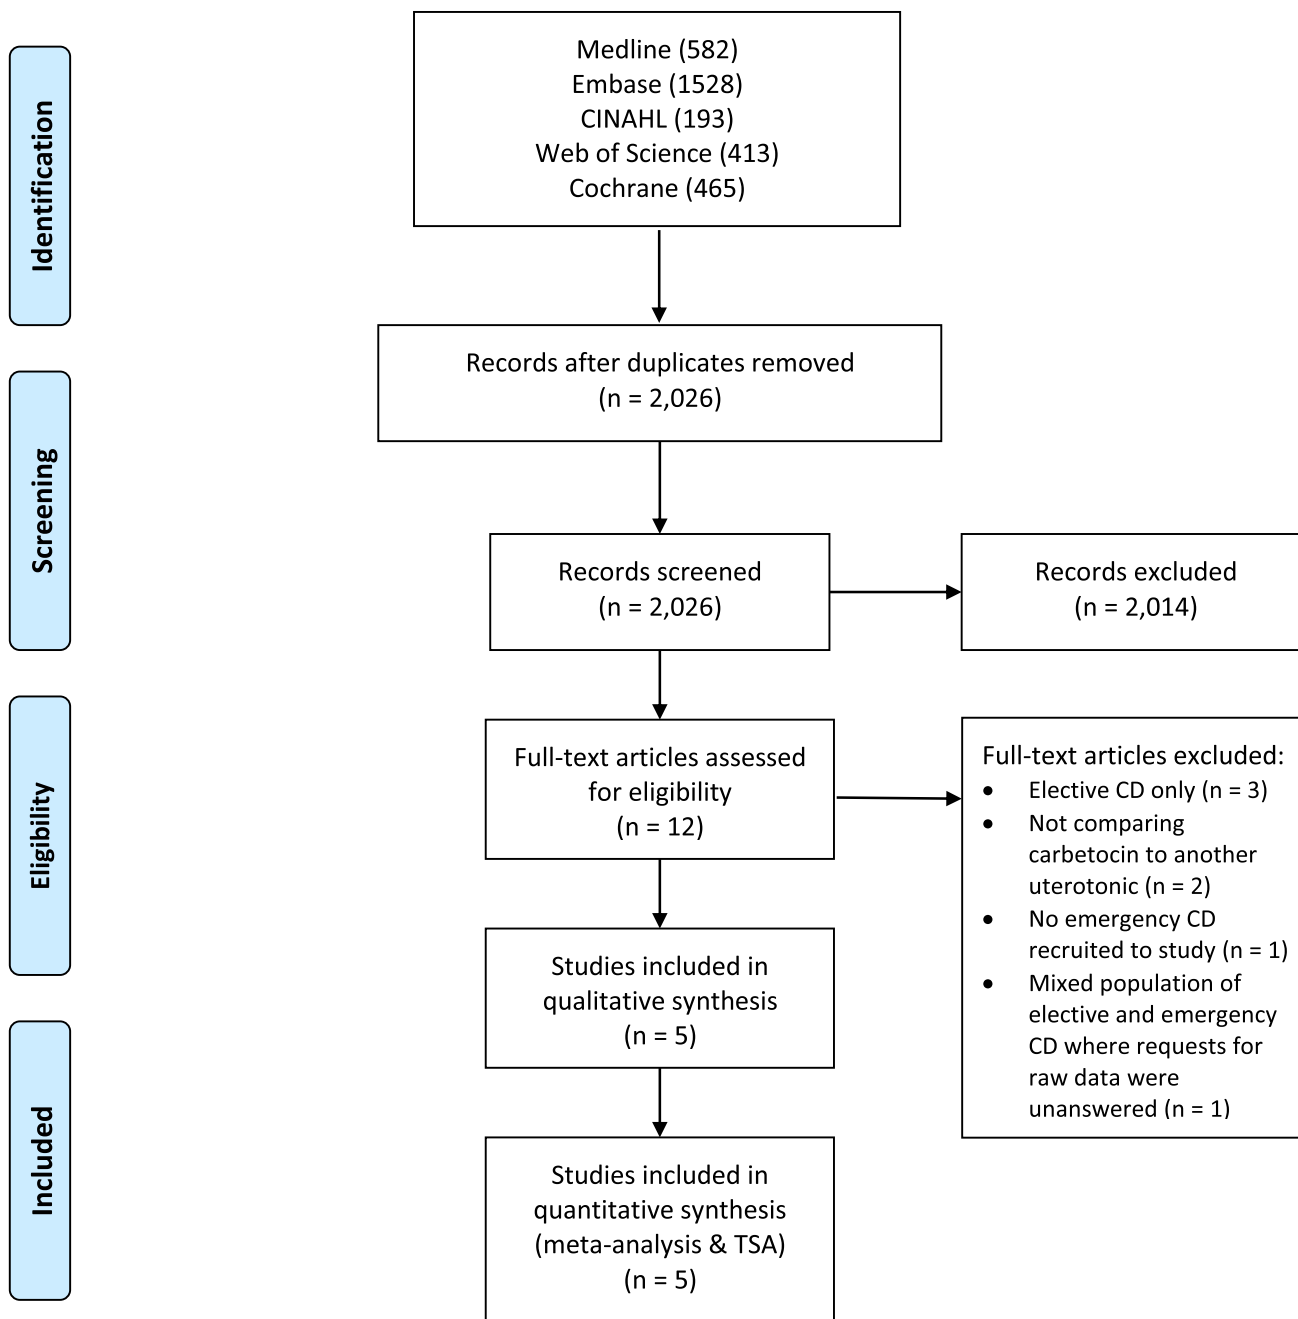 Identification
Medline (582)
Embase (1528)
CINAHL (193)
Web of Science (413)
Cochrane (465)
Screening
Records after duplicates removed
(n = 2,026)
Records screened
(n = 2,026)
Records excluded
(n = 2,014)
Eligibility
Full-text articles assessed
for eligibility
(n = 12)
Full-text articles excluded:
• Elective CD only (n = 3)
• Not comparing
carbetocin to another
uterotonic (n = 2)
• No emergency CD
recruited to study (n = 1)
• Mixed population of
elective and emergency
CD where requests for
raw data were
unanswered (n = 1)
Studies included in
qualitative synthesis
(n = 5)
Included
Studies included in
quantitative synthesis
(meta-analysis & TSA)
(n = 5)